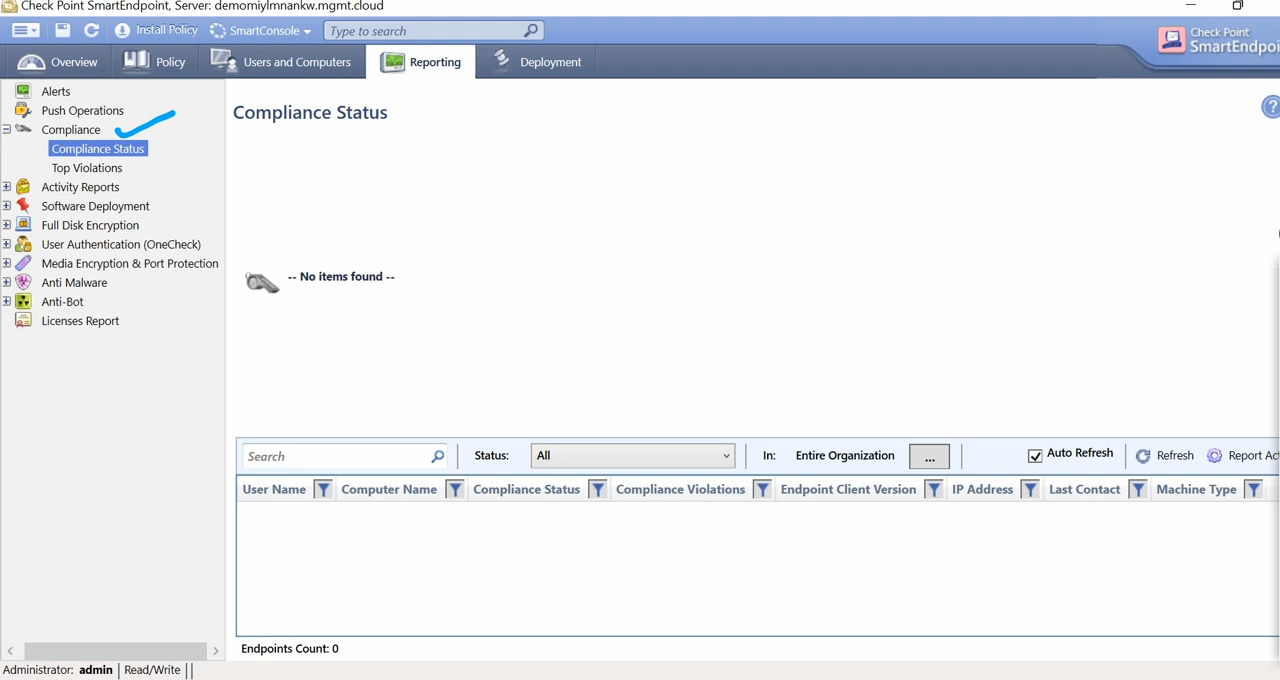 Check Point SmartEndpoint, Server: demomiylmnankw.mgmt.cloud
Install Policy SmartConsole Type to search
Check Point
SmartEndpoi
Overview Policy Users and Computers Reporting Deployment
Alerts
Push Operations
Compliance
Compliance Status
Top Violations
Activity Reports
Software Deployment
Full Disk Encryption
User Authentication (OneCheck)
Media Encryption & Port Protection
Anti Malware
Anti-Bot
Licenses Report
Compliance Status
-- No items found --
Search Status: All In: Entire Organization ... Auto Refresh Refresh Report Act
User Name Computer Name Compliance Status Compliance Violations Endpoint Client Version IP Address Last Contact Machine Type
Endpoints Count: 0
Administrator: admin Read/Write